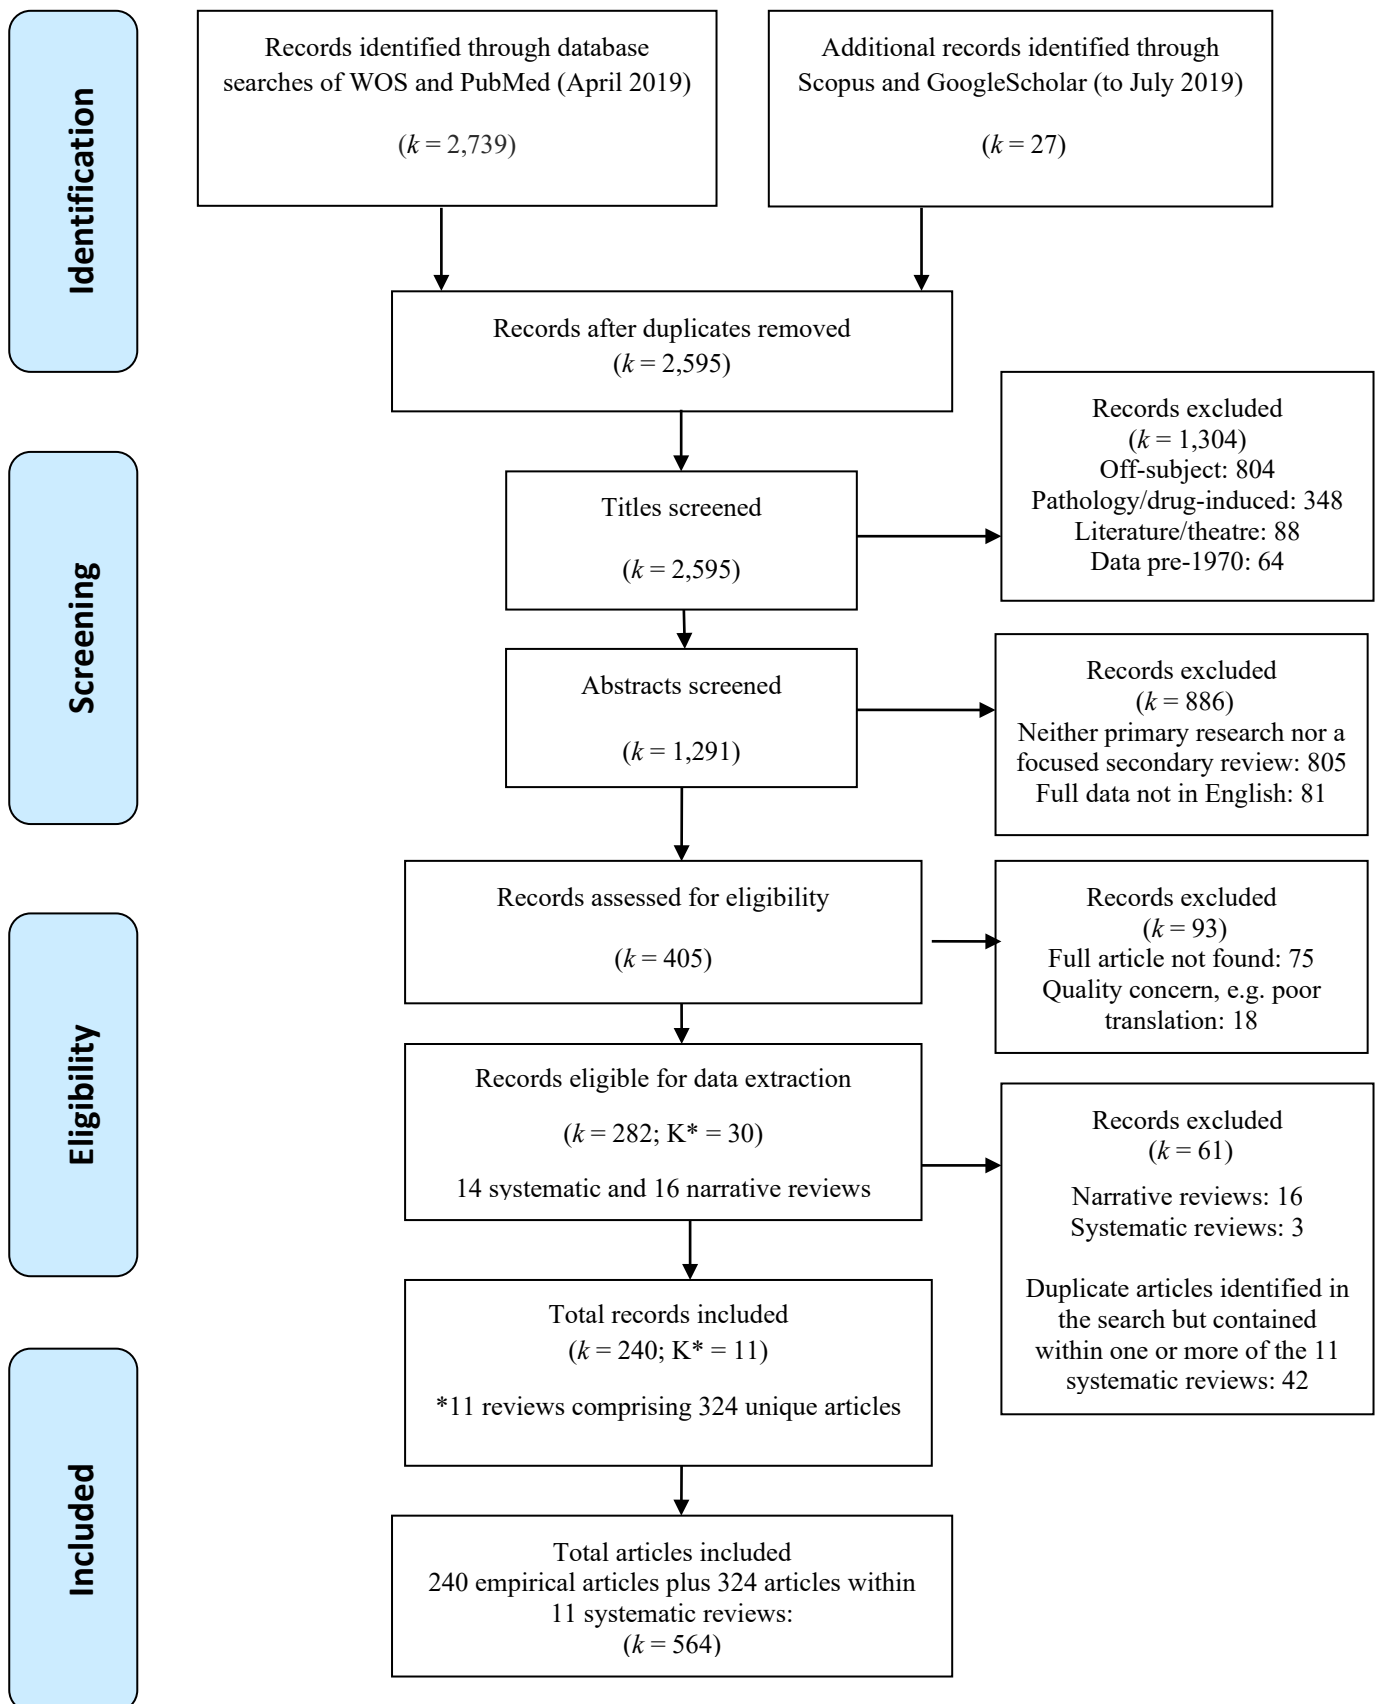 Identification
Records identified through database
searches of WOS and PubMed (April 2019)
(k = 2,739)
Additional records identified through
Scopus and GoogleScholar (to July 2019)
(k = 27)
Records after duplicates removed
(k = 2,595)
Screening
Titles screened
(k = 2,595)
Records excluded
(k = 1,304)
Off-subject: 804
Pathology/drug-induced: 348
Literature/theatre: 88
Data pre-1970: 64
Abstracts screened
(k = 1,291)
Records excluded
(k = 886)
Neither primary research nor a
focused secondary review: 805
Full data not in English: 81
Eligibility
Records assessed for eligibility
(k = 405)
Records excluded
(k = 93)
Full article not found: 75
Quality concern, e.g. poor
translation: 18
Records eligible for data extraction
(k = 282; K* = 30)
14 systematic and 16 narrative reviews
Records excluded
(k = 61)
Narrative reviews: 16
Systematic reviews: 3
Duplicate articles identified in
the search but contained
within one or more of the 11
systematic reviews: 42
Included
Total records included
(k = 240; K* = 11)
*11 reviews comprising 324 unique articles
Total articles included
240 empirical articles plus 324 articles within
11 systematic reviews:
(k = 564)